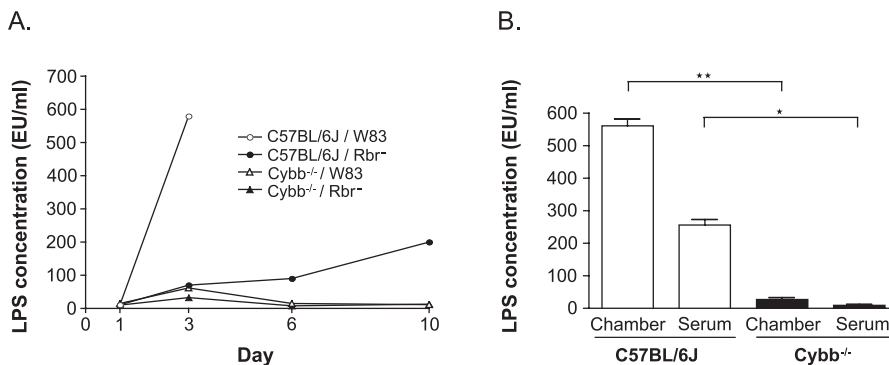 A.
LPS concentration (EU/ml)
700
600
500
400
300
200
100
0
0 1 3 6 10
Day
C57BL/6J / W83
C57BL/6J / Rbr⁻
Cybb⁻/⁻ / W83
Cybb⁻/⁻ / Rbr⁻
B.
LPS concentration (EU/ml)
600
500
400
300
200
100
0
**
*
Chamber Serum Chamber Serum
C57BL/6J Cybb⁻/⁻